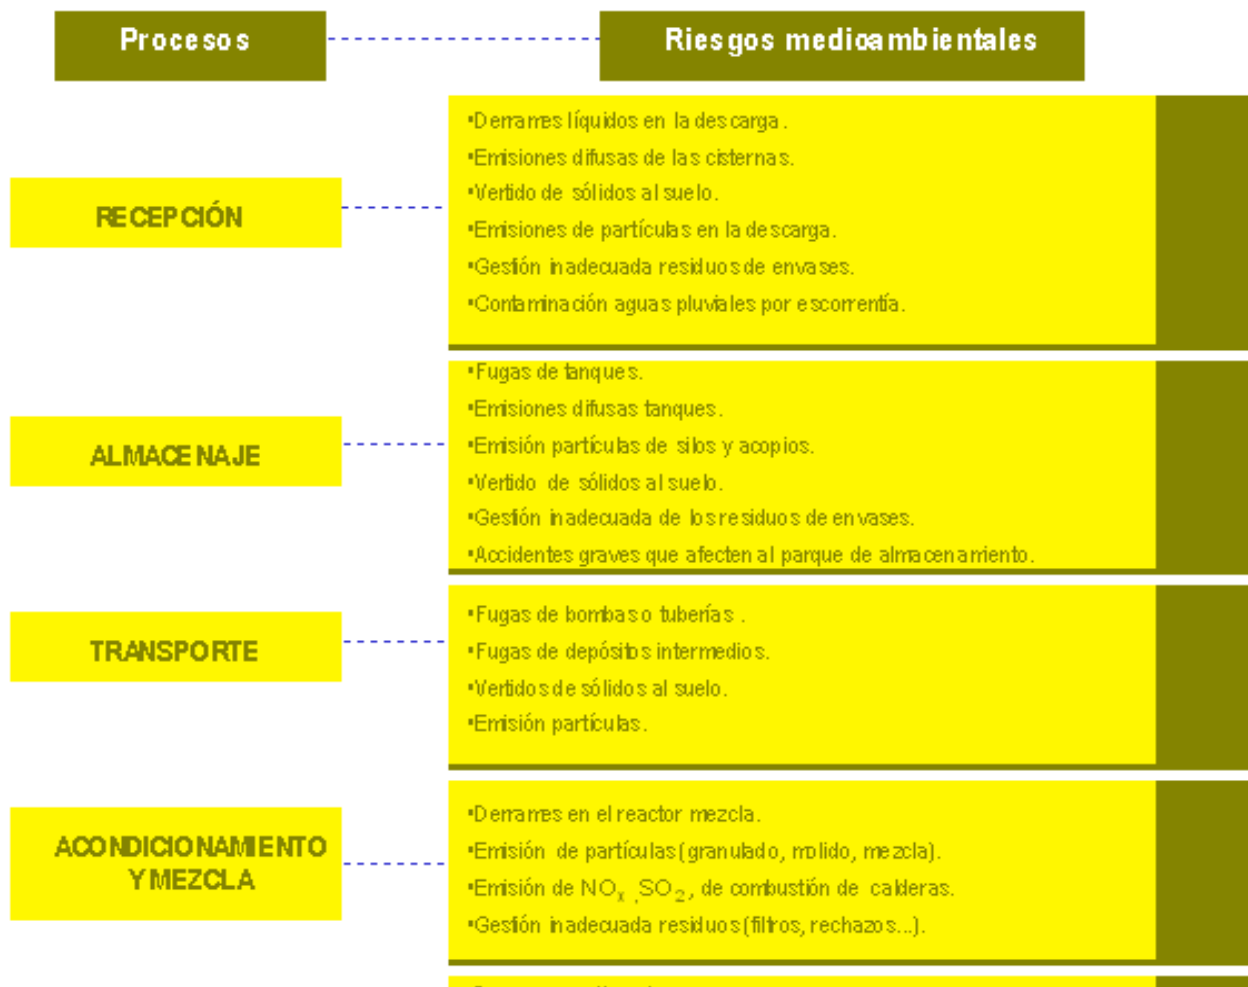 Procesos
Riesgos medioambientales
RECEPCIÓN
•Derrames líquidos en la descarga.
•Emisiones difusas de las cisternas.
•Vertido de sólidos al suelo.
•Emisiones de partículas en la descarga.
•Gestión inadecuada residuos de envases.
•Contaminación aguas pluviales por escorrentía.
ALMACENAJE
•Fugas de tanques.
•Emisiones difusas tanques.
•Emisión partículas de silos y acopios.
•Vertido de sólidos al suelo.
•Gestión inadecuada de los residuos de envases.
•Accidentes graves que afecten al parque de almacenamiento.
TRANSPORTE
•Fugas de bombas o tuberías .
•Fugas de depósitos intermedios.
•Vertidos de sólidos al suelo.
•Emisión partículas.
ACONDICIONAMIENTO
Y MEZCLA
•Derrames en el reactor mezcla.
•Emisión de partículas (granulado, molido, mezcla).
•Emisión de NOx ,SO2, de combustión de calderas.
•Gestión inadecuada residuos (filtros, rechazos...).